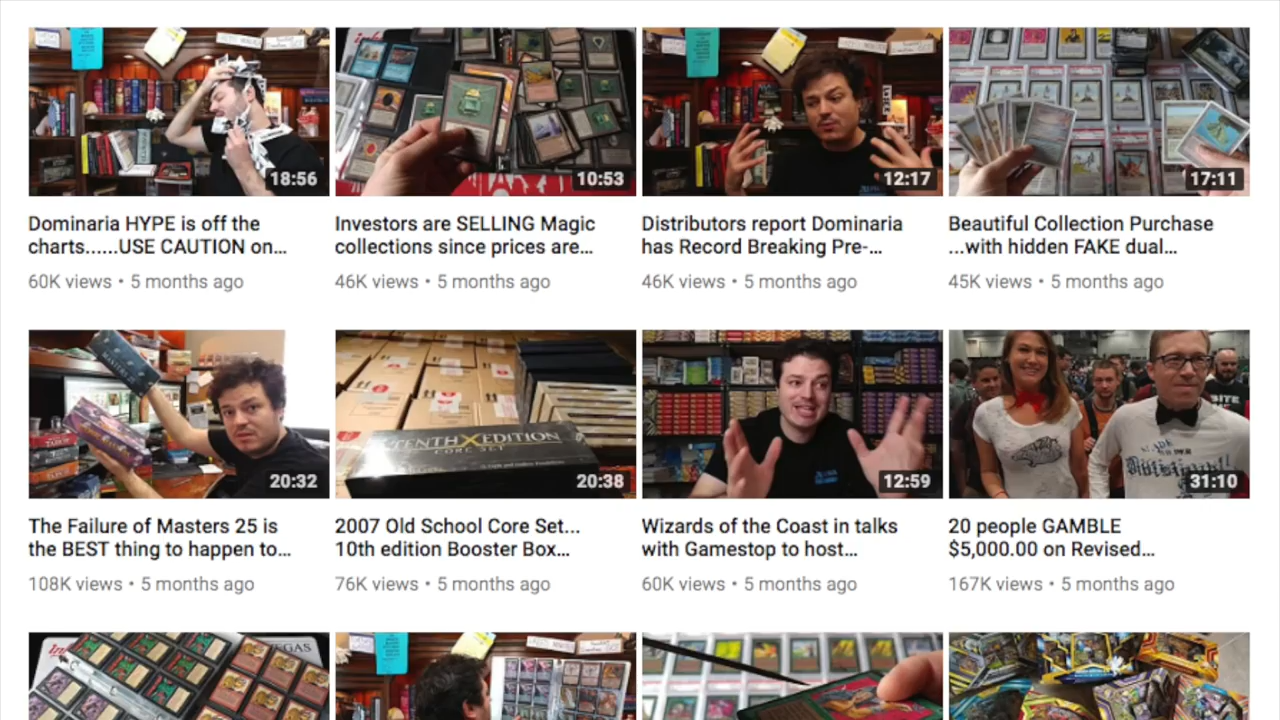 18:56
10:53
12:17
17:11
Dominaria HYPE is off the
charts......USE CAUTION on...
60K views • 5 months ago
Investors are SELLING Magic
collections since prices are...
46K views • 5 months ago
Distributors report Dominaria
has Record Breaking Pre-...
46K views • 5 months ago
Beautiful Collection Purchase
...with hidden FAKE dual...
45K views • 5 months ago
TENTH EDITION
CORE SET
20:32
20:38
12:59
31:10
The Failure of Masters 25 is
the BEST thing to happen to...
108K views • 5 months ago
2007 Old School Core Set...
10th edition Booster Box...
76K views • 5 months ago
Wizards of the Coast in talks
with Gamestop to host...
60K views • 5 months ago
20 people GAMBLE
$5,000.00 on Revised...
167K views • 5 months ago